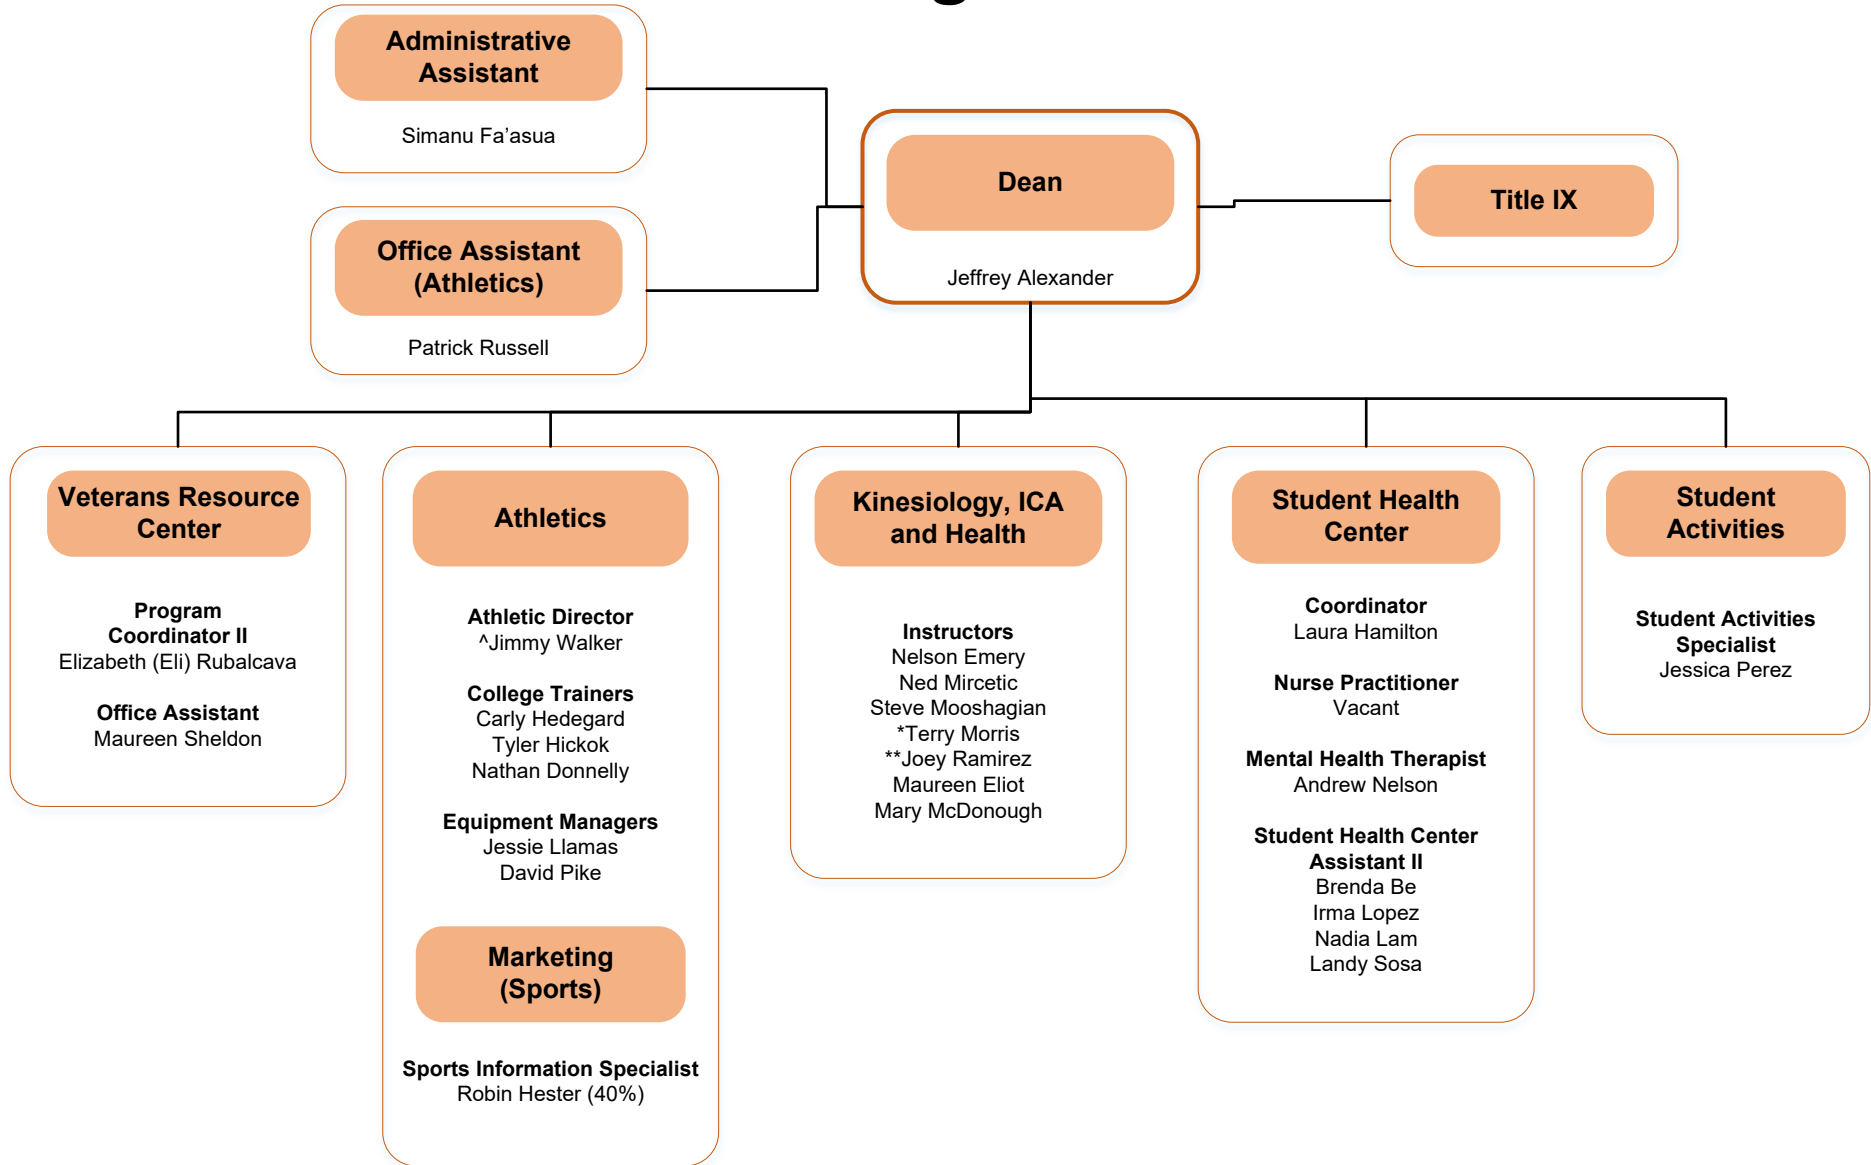 Administrative
Assistant
Simanu Fa'asua
Office Assistant
(Athletics)
Patrick Russell
Dean
Jeffrey Alexander
Title IX
Veterans Resource
Center
Program
Coordinator II
Elizabeth (Eli) Rubalcava
Office Assistant
Maureen Sheldon
Athletics
Athletic Director
^Jimmy Walker
College Trainers
Carly Hedegard
Tyler Hickok
Nathan Donnelly
Equipment Managers
Jessie Llamas
David Pike
Marketing
(Sports)
Sports Information Specialist
Robin Hester (40%)
Kinesiology, ICA
and Health
Instructors
Nelson Emery
Ned Mircetic
Steve Mooshagian
*Terry Morris
**Joey Ramirez
Maureen Eliot
Mary McDonough
Student Health
Center
Coordinator
Laura Hamilton
Nurse Practitioner
Vacant
Mental Health Therapist
Andrew Nelson
Student Health Center
Assistant II
Brenda Be
Irma Lopez
Nadia Lam
Landy Sosa
Student
Activities
Student Activities
Specialist
Jessica Perez